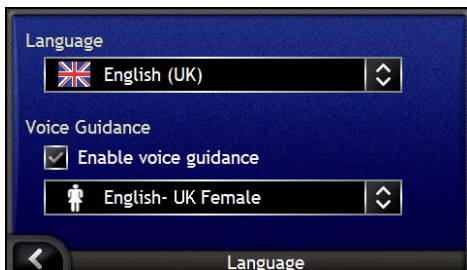 Language
English (UK)
Voice Guidance
Enable voice guidance
English- UK Female
Language